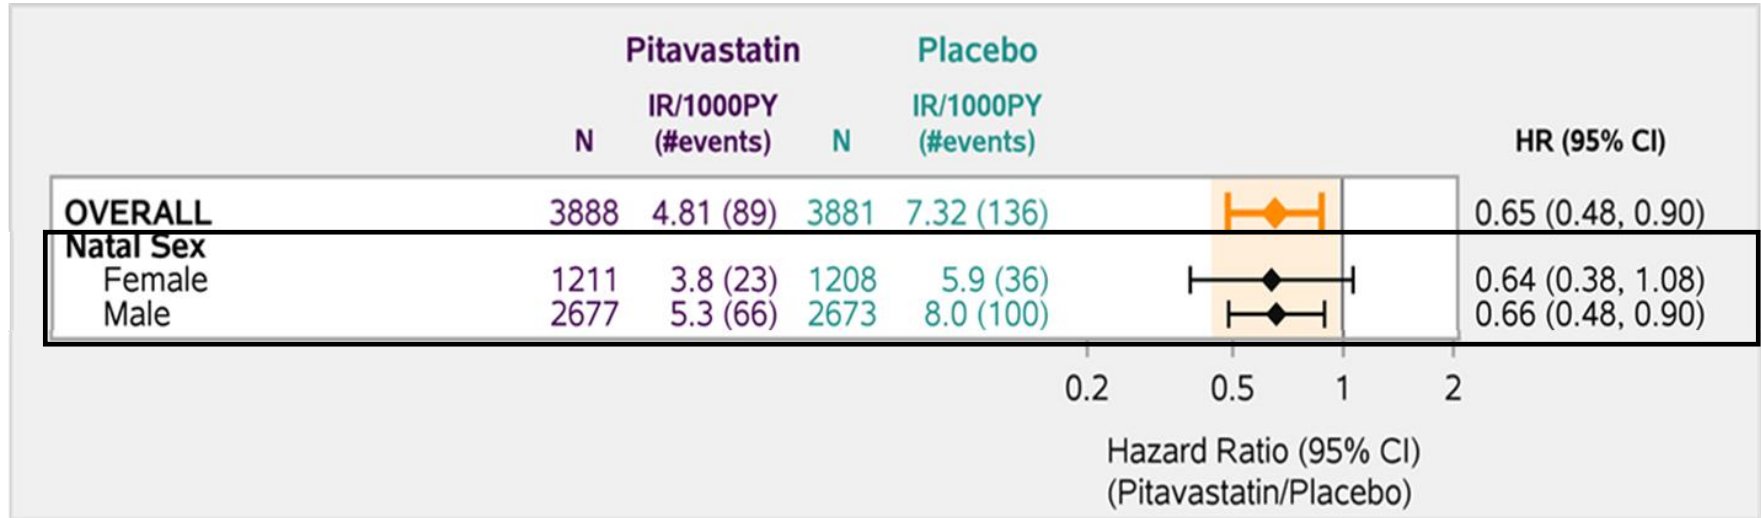 Pitavastatin Placebo
IR/1000PY IR/1000PY
N (#events) N (#events) HR (95% CI)
OVERALL 3888 4.81 (89) 3881 7.32 (136) 0.65 (0.48, 0.90)
Natal Sex
Female 1211 3.8 (23) 1208 5.9 (36) 0.64 (0.38, 1.08)
Male 2677 5.3 (66) 2673 8.0 (100) 0.66 (0.48, 0.90)
0.2 0.5 1 2
Hazard Ratio (95% CI)
(Pitavastatin/Placebo)